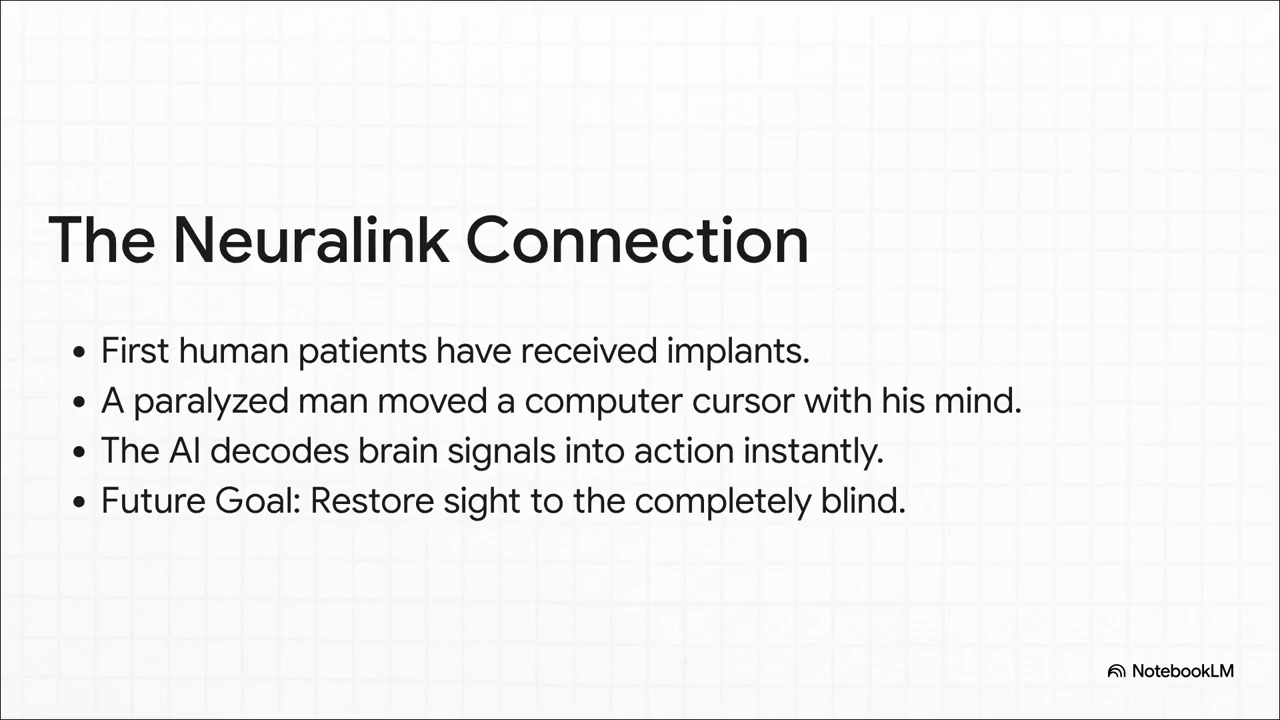 The Neuralink Connection
• First human patients have received implants.
• A paralyzed man moved a computer cursor with his mind.
• The AI decodes brain signals into action instantly.
• Future Goal: Restore sight to the completely blind.
NotebookLM